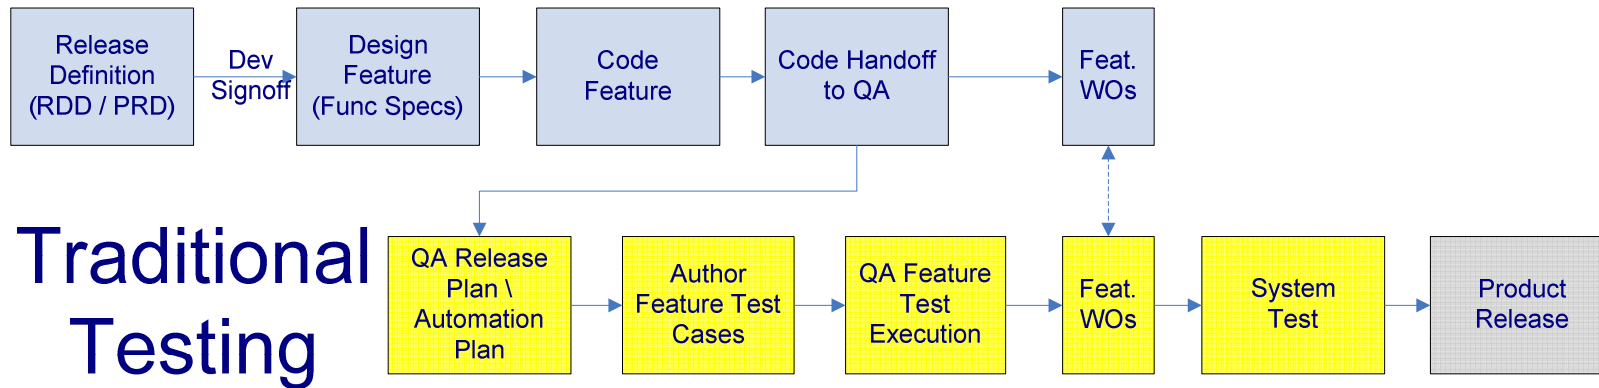 Release
Definition
(RDD / PRD)
Dev
Signoff
Design
Feature
(Func Specs)
Code
Feature
Code Handoff
to QA
Feat.
WOs
Traditional
Testing
QA Release
Plan \
Automation
Plan
Author
Feature Test
Cases
QA Feature
Test
Execution
Feat.
WOs
System
Test
Product
Release